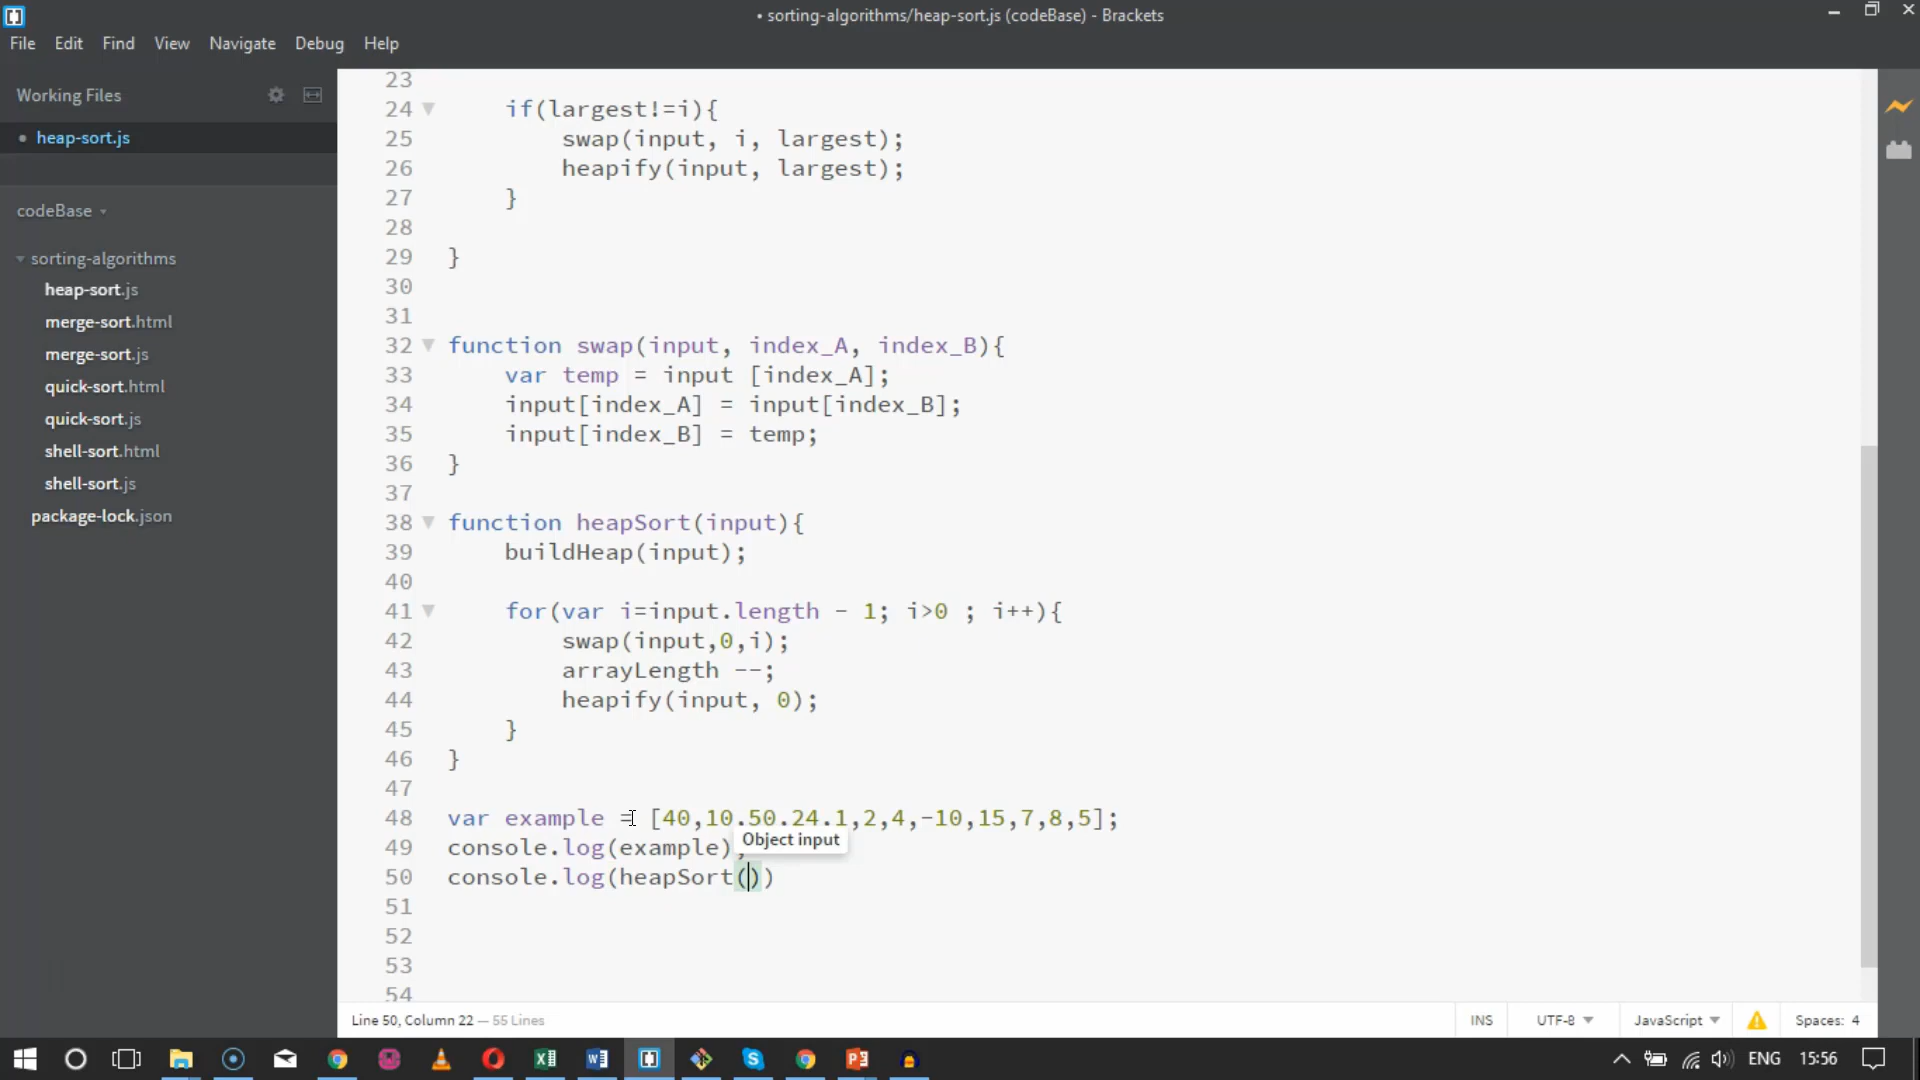 • sorting-algorithms/heap-sort.js (codeBase) - Brackets
File Edit Find View Navigate Debug Help
Working Files
• heap-sort.js
codeBase
sorting-algorithms
heap-sort.js
merge-sort.html
merge-sort.js
quick-sort.html
quick-sort.js
shell-sort.html
shell-sort.js
package-lock.json
23
24 if(largest!=i){
25 swap(input, i, largest);
26 heapify(input, largest);
27 }
28
29 }
30
31
32 function swap(input, index_A, index_B){
33 var temp = input [index_A];
34 input[index_A] = input[index_B];
35 input[index_B] = temp;
36 }
37
38 function heapSort(input){
39 buildHeap(input);
40
41 for(var i=input.length - 1; i>0 ; i++){
42 swap(input,0,i);
43 arrayLength --;
44 heapify(input, 0);
45 }
46 }
47
48 var example = [40,10.50.24.1,2,4,-10,15,7,8,5];
Object input
49 console.log(example);
50 console.log(heapSort())
51
52
53
54
Line 50, Column 22 — 55 Lines
INS UTF-8 JavaScript Spaces: 4
ENG 15:56